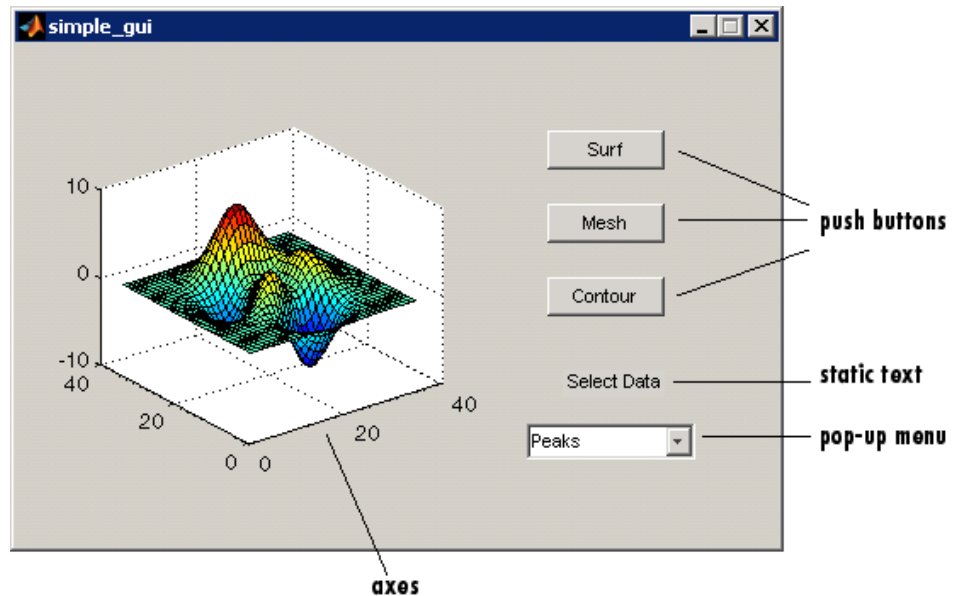 simple_gui
Surf
push buttons
Mesh
Contour
10
0
-10
40
20
0
0
20
40
Select Data
static text
Peaks
pop-up menu
axes